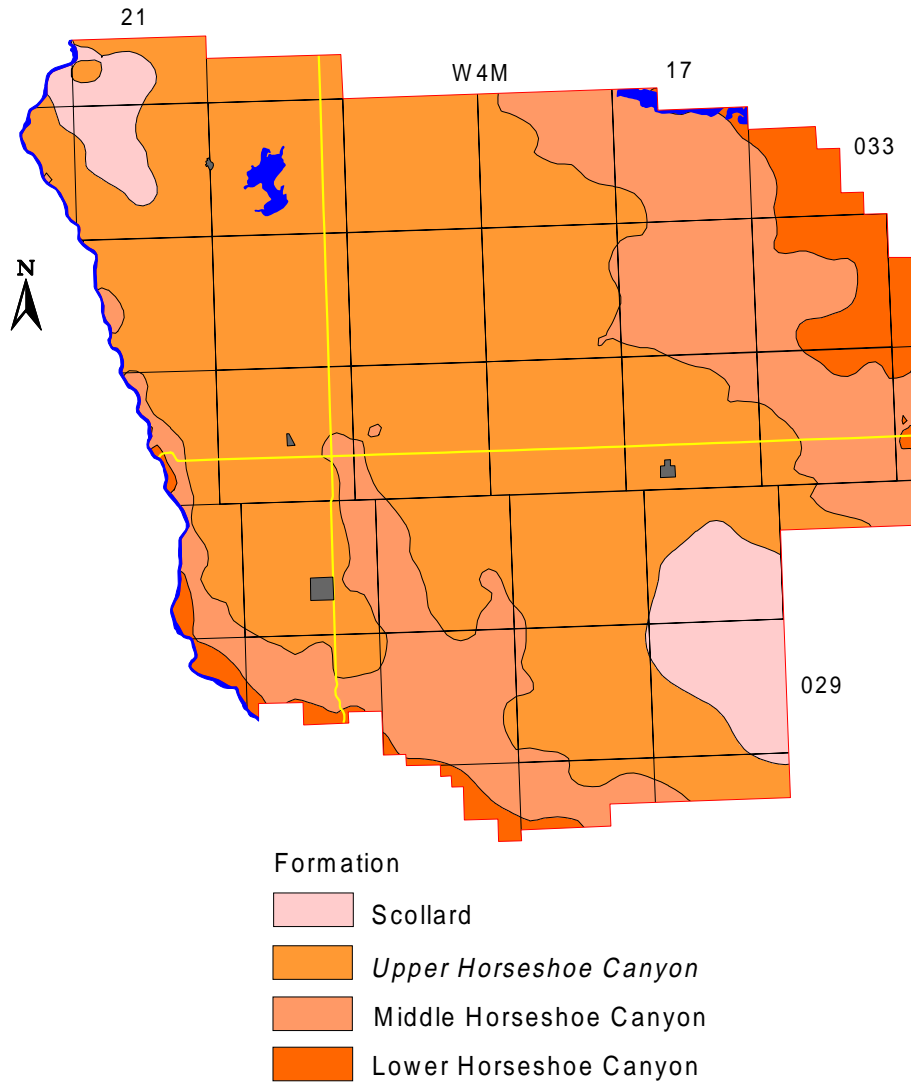 21
W4M
17
033
N
029
Formation
Scollard
Upper Horseshoe Canyon
Middle Horseshoe Canyon
Lower Horseshoe Canyon